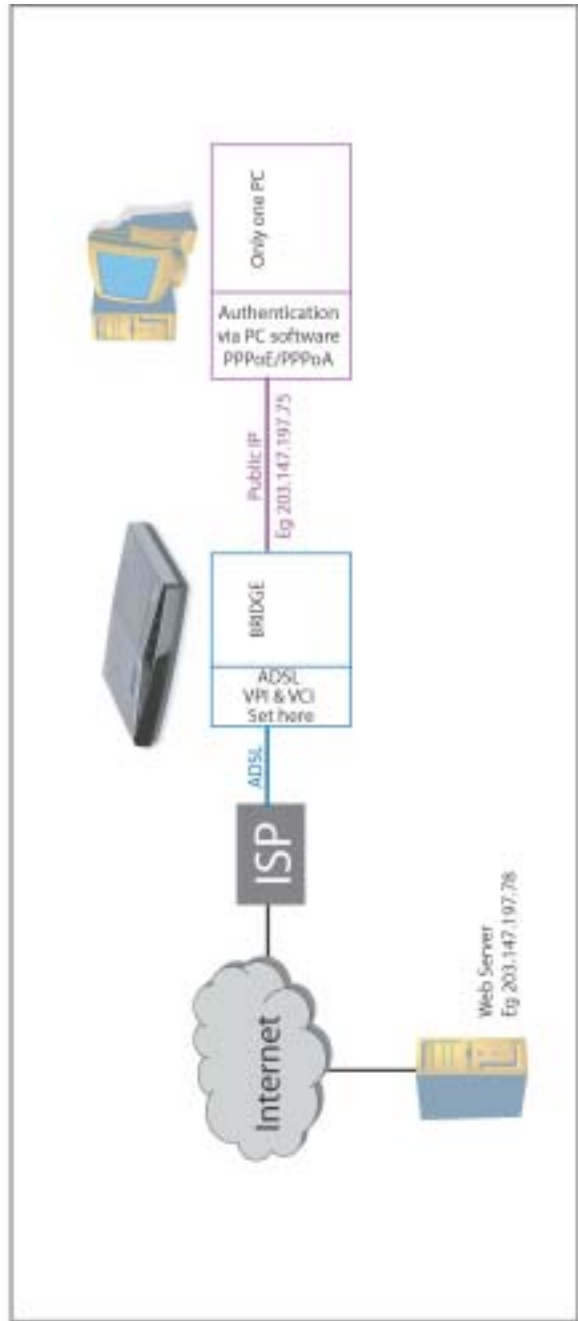 Internet
Web Server
Eg 203.147.197.78
ISP
ADSL
ADSL
VPI & VCI
Set here
BRIDGE
Public IP
Eg 203.147.197.75
Authentication
via PC software
PPPoE/PPPoA
Only one PC